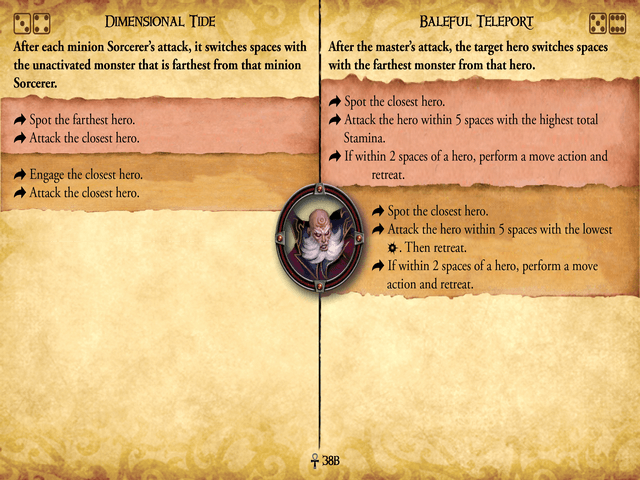 Dimensional Tide
After each minion Sorcerer's attack, it switches spaces with
the unactivated monster that is farthest from that minion
Sorcerer.
Spot the farthest hero.
Attack the closest hero.
Engage the closest hero.
Attack the closest hero.
Baleful Teleport
After the master's attack, the target hero switches spaces
with the farthest monster from that hero.
Spot the closest hero.
Attack the hero within 5 spaces with the highest total
Stamina.
If within 2 spaces of a hero, perform a move action and
retreat.
Spot the closest hero.
Attack the hero within 5 spaces with the lowest
. Then retreat.
If within 2 spaces of a hero, perform a move
action and retreat.
38B